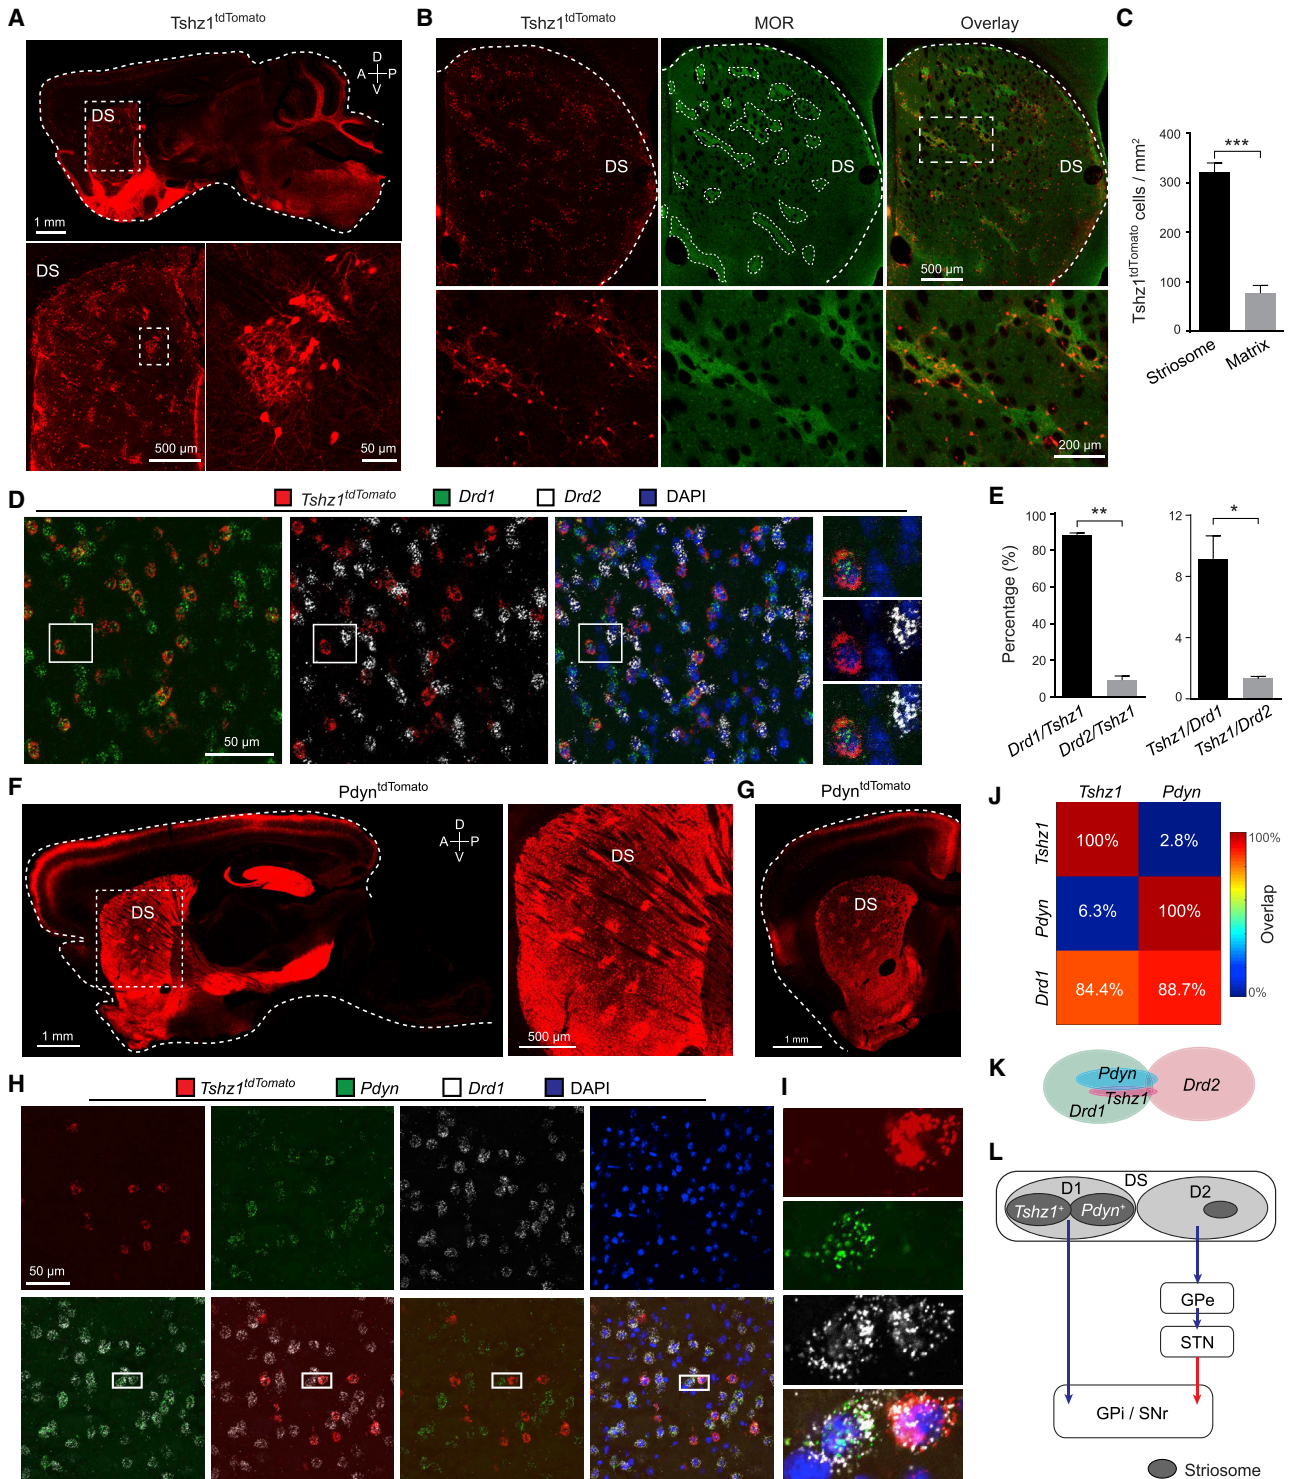 A
Tshz1tdTomato
D
A P
V
DS
1 mm
DS
500 µm
50 µm
B
Tshz1tdTomato
MOR
Overlay
DS
DS
DS
500 µm
200 µm
C
Tshz1tdTomato cells / mm2
400
300
200
100
0
***
Striosome
Matrix
D
Tshz1tdTomato
Drd1
Drd2
DAPI
50 µm
E
Percentage (%)
100
80
60
40
20
0
**
Drd1/Tshz1
Drd2/Tshz1
12
8
4
0
*
Tshz1/Drd1
Tshz1/Drd2
F
PdyntdTomato
D
A P
V
DS
1 mm
DS
500 µm
G
PdyntdTomato
DS
1 mm
H
Tshz1tdTomato
Pdyn
Drd1
DAPI
50 µm
I
J
Tshz1
Pdyn
Tshz1
100%
2.8%
Pdyn
6.3%
100%
Drd1
84.4%
88.7%
100%
Overlap
0%
K
Pdyn
Tshz1
Drd1
Drd2
L
DS
D1
D2
Tshz1+
Pdyn+
GPe
STN
GPi / SNr
Striosome